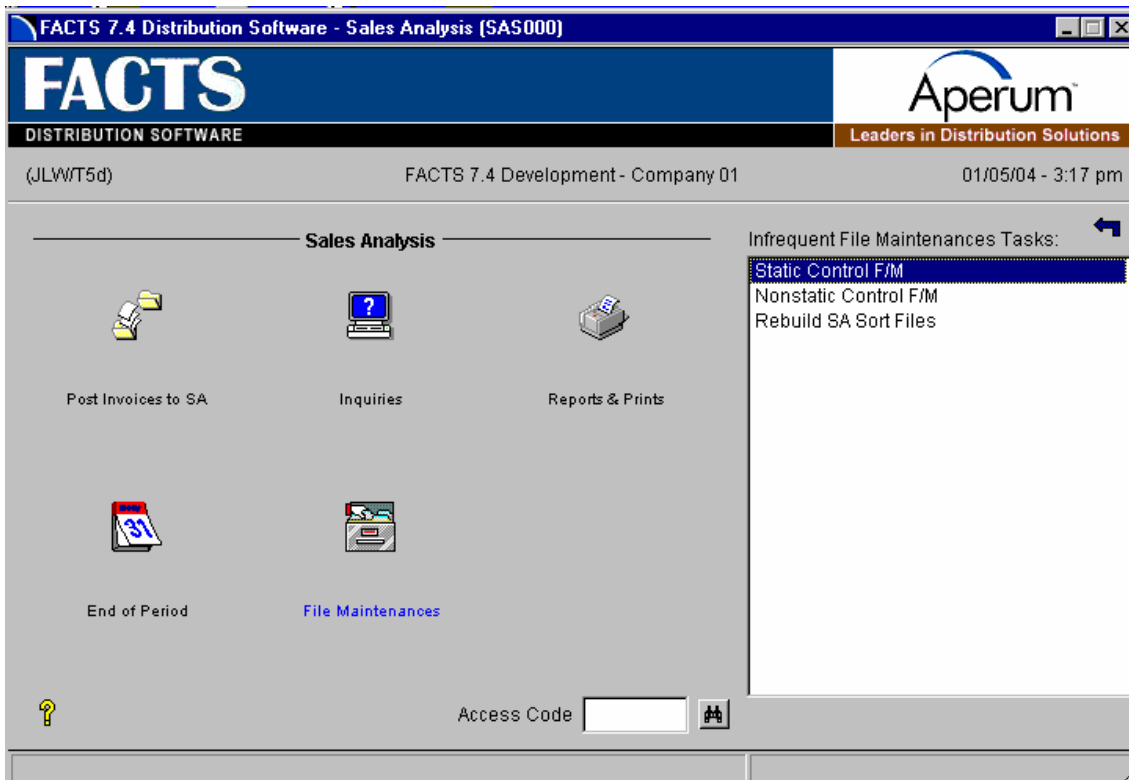 FACTS 7.4 Distribution Software - Sales Analysis (SAS000)
FACTS
DISTRIBUTION SOFTWARE
Aperum™
Leaders in Distribution Solutions
(JLW/T5d)
FACTS 7.4 Development - Company 01
01/05/04 - 3:17 pm
Sales Analysis
Post Invoices to SA
?
Inquiries
Reports & Prints
31
End of Period
File Maintenances
Infrequent File Maintenances Tasks:
Static Control F/M
Nonstatic Control F/M
Rebuild SA Sort Files
?
Access Code